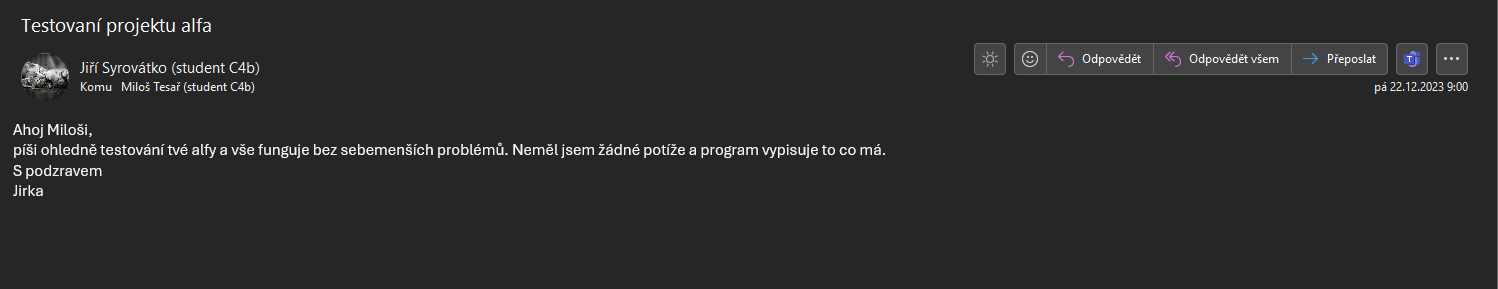 Testovaní projektu alfa
Jiří Syrovátko (student C4b)
Komu Miloš Tesař (student C4b)
Odpovědět
Odpovědět všem
Přeposlat
pá 22.12.2023 9:00
Ahoj Miloši,
píši ohledně testování tvé alfy a vše funguje bez sebemenších problémů. Neměl jsem žádné potíže a program vypisuje to co má.
S podzravem
Jirka